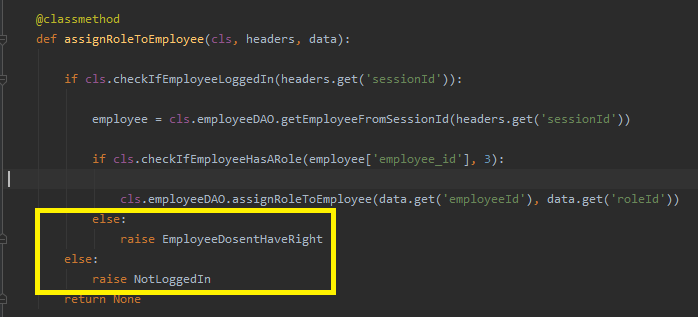 @classmethod
def assignRoleToEmployee(cls, headers, data):
if cls.checkIfEmployeeLoggedIn(headers.get('sessionId')):
employee = cls.employeeDAO.getEmployeeFromSessionId(headers.get('sessionId'))
if cls.checkIfEmployeeHasARole(employee['employee_id'], 3):
cls.employeeDAO.assignRoleToEmployee(data.get('employeeId'), data.get('roleId'))
else:
raise EmployeeDosentHaveRight
else:
raise NotLoggedIn
return None